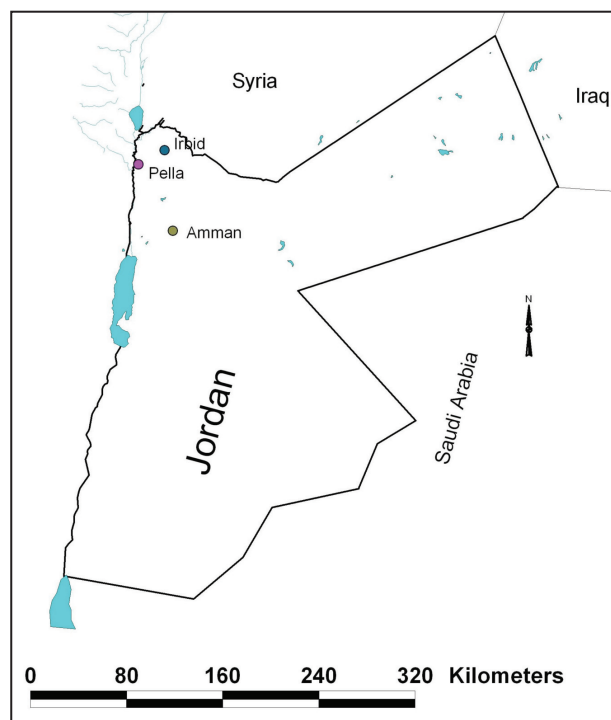 Syria
Iraq
Irbid
Pella
Amman
N
Saudi Arabia
Jordan
0 80 160 240 320 Kilometers